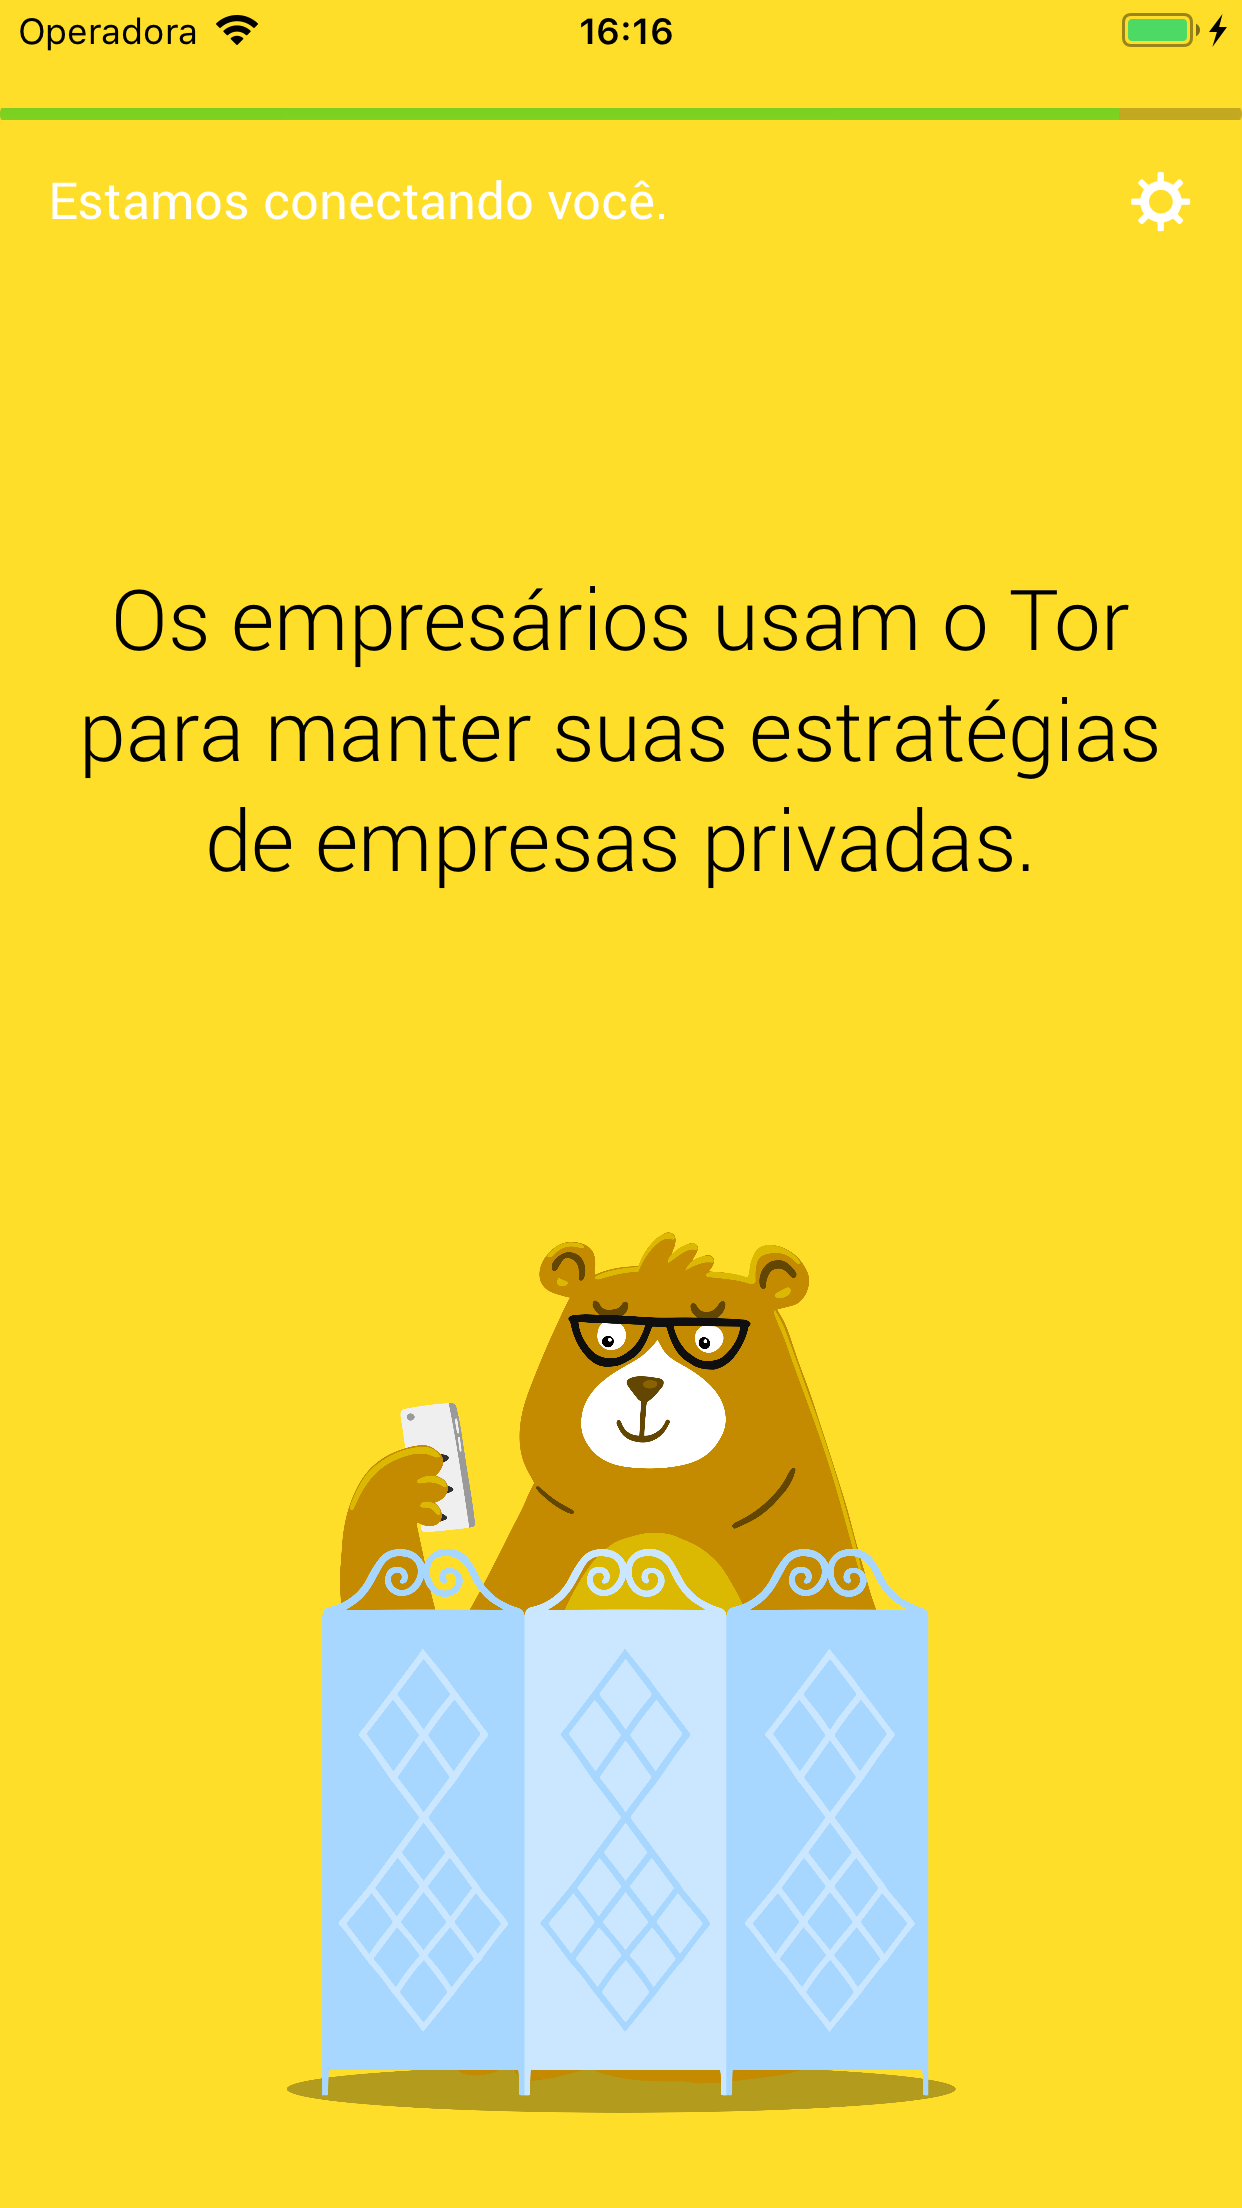 Operadora
16:16
Estamos conectando você.
Os empresários usam o Tor
para manter suas estratégias
de empresas privadas.